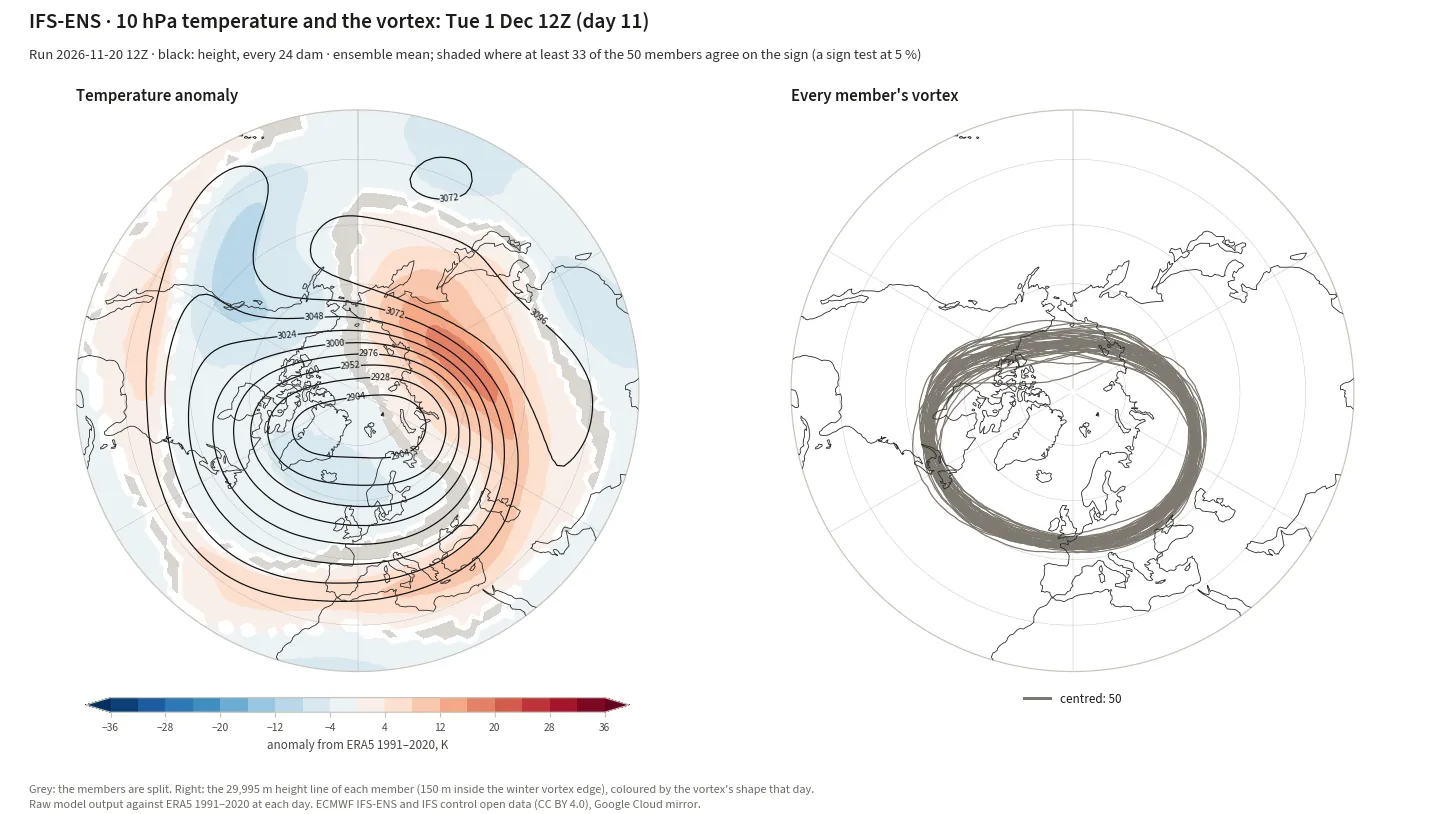 IFS-ENS · 10 hPa temperature and the vortex: Tue 1 Dec 12Z (day 11)
Run 2026-11-20 12Z · black: height, every 24 dam · ensemble mean; shaded where at least 33 of the 50 members agree on the sign (a sign test at 5 %)
Temperature anomaly
Every member's vortex
3072
3096
3048
3072
3024
3000
2976
2952
2928
2904
2904
−36 −28 −20 −12 −4 4 12 20 28 36
anomaly from ERA5 1991–2020, K
centred: 50
Grey: the members are split. Right: the 29,995 m height line of each member (150 m inside the winter vortex edge), coloured by the vortex's shape that day.
Raw model output against ERA5 1991–2020 at each day. ECMWF IFS-ENS and IFS control open data (CC BY 4.0), Google Cloud mirror.